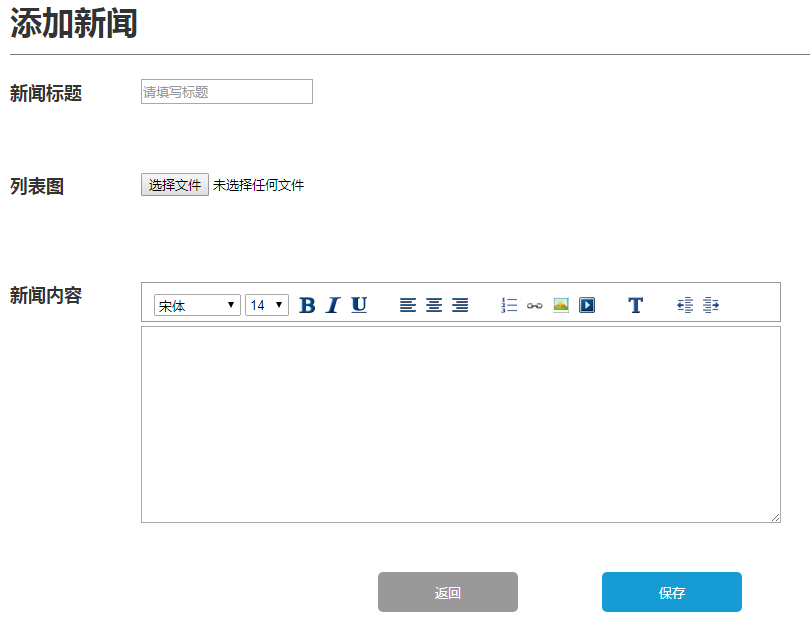 添加新闻
新闻标题 请填写标题
列表图 选择文件 未选择任何文件
新闻内容 宋体 14 B I U T
返回 保存